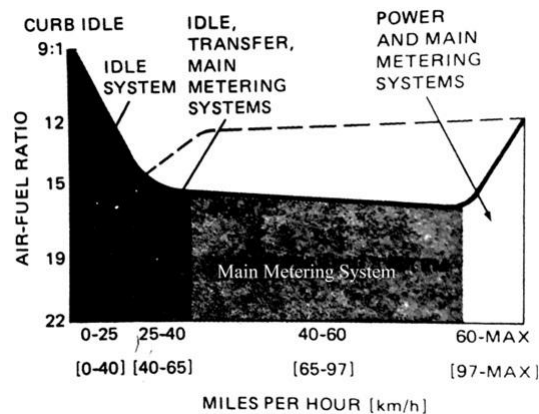 CURB IDLE
9:1
IDLE
SYSTEM
IDLE,
TRANSFER,
MAIN
METERING
SYSTEMS
POWER
AND MAIN
METERING
SYSTEMS
AIR-FUEL RATIO
12
15
19
22
Main Metering System
0-25 25-40 40-60 60-MAX
[0-40] [40-65] [65-97] [97-MAX]
MILES PER HOUR [km/h]